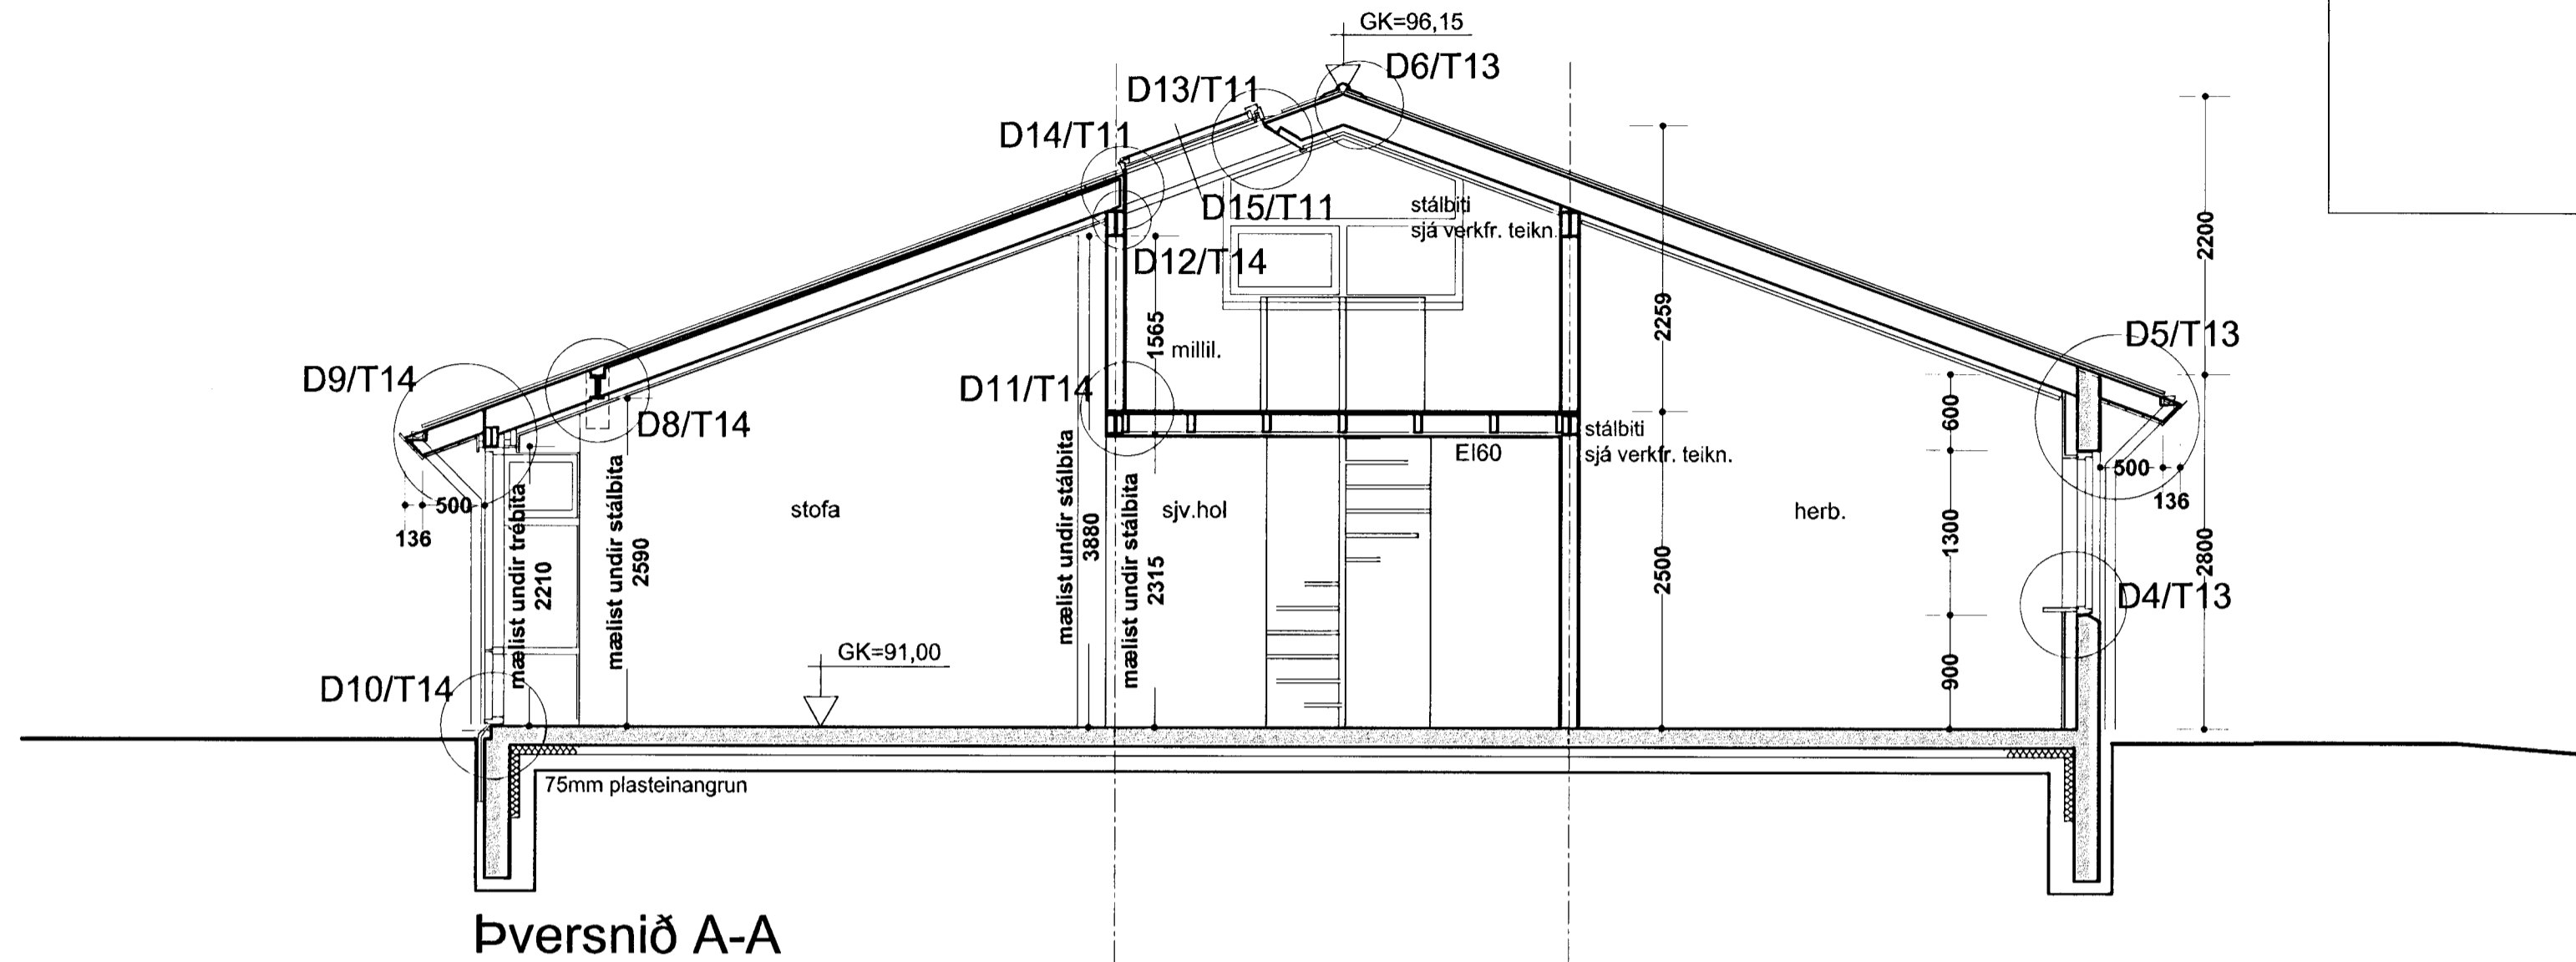 GK=96,15
D6/T13
D13/T11
D14/T11
D15/T11
stálbiti
sjá verkfr. teikn.
D12/T14
2200
2259
1565
millil.
D5/T13
D9/T14
D11/T14
D8/T14
600
stálbiti
sjá verkfr. teikn.
EI60
500
136
500
136
mælist undir trébita
2210
mælist undir stálbita
2590
stofa
mælist undir stálbita
3880
mælist undir stálbita
2315
sjv.hol
herb.
2500
1300
2800
D4/T13
GK=91,00
900
D10/T14
75mm plasteinangrun
Þversnið A-A